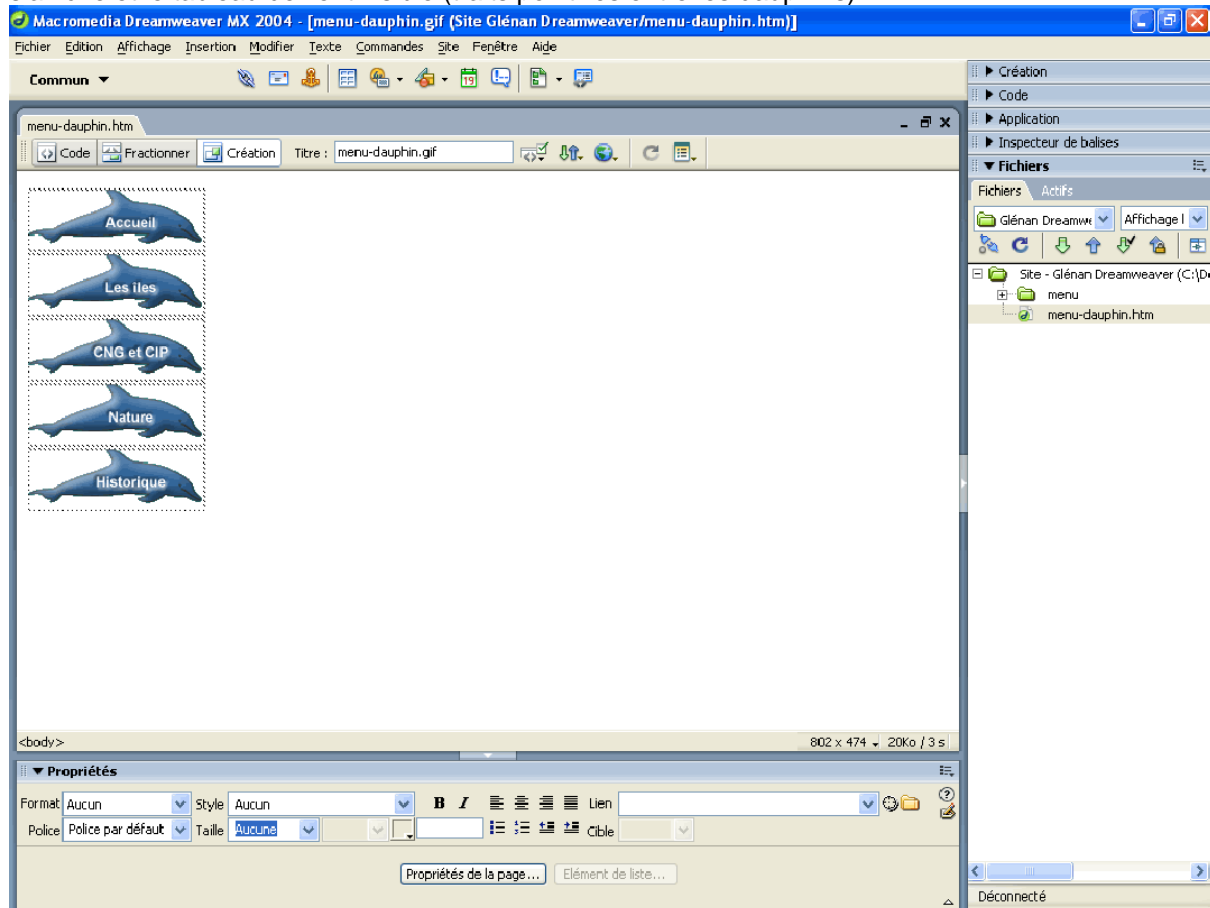 Macromedia Dreamweaver MX 2004 - [menu-dauphin.gif (Site Glénan Dreamweaver/menu-dauphin.htm)]
Fichier Edition Affichage Insertion Modifier Texte Commandes Site Fenêtre Aide
Commun
19
menu-dauphin.htm
Code Fractionner Création Titre : menu-dauphin.gif
Accueil
Les iles
CNG et CIP
Nature
Historique
<body>
802 x 474 20Ko / 3 s
Propriétés
Format Aucun Style Aucun B I Lien
Police Police par défaut Taille Aucune Cible
Propriétés de la page... Elément de liste...
Création
Code
Application
Inspecteur de balises
Fichiers
Fichiers Actifs
Glénan Dreamwe Affichage l
Site - Glénan Dreamweaver (C:\D
menu
menu-dauphin.htm
Déconnecté